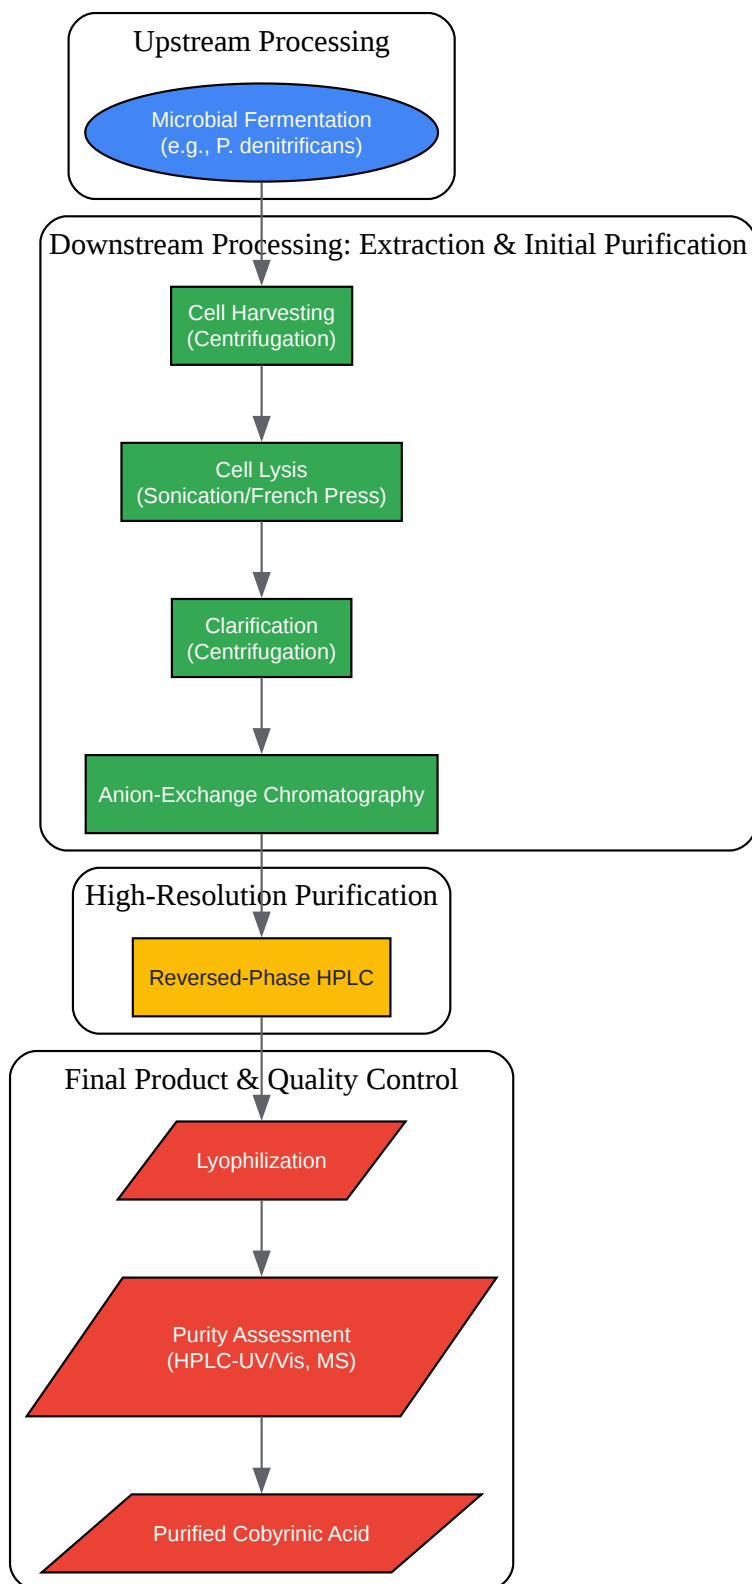 Upstream Processing
Microbial Fermentation
(e.g., P. denitrificans)
Downstream Processing: Extraction & Initial Purification
Cell Harvesting
(Centrifugation)
Cell Lysis
(Sonication/French Press)
Clarification
(Centrifugation)
Anion-Exchange Chromatography
High-Resolution Purification
Reversed-Phase HPLC
Final Product & Quality Control
Lyophilization
Purity Assessment
(HPLC-UV/Vis, MS)
Purified Cobyrinic Acid